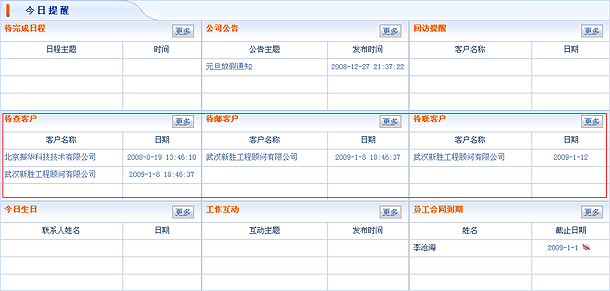 今日提醒
待完成日程 更多 公司公告 更多 回访提醒 更多
日程主题 时间 公告主题 发布时间 客户名称 日期
元旦放假通知 2008-12-27 21:37:22
待查客户 更多 待邮客户 更多 待联客户 更多
客户名称 日期 客户名称 日期 客户名称 日期
北京振华科技技术有限公司 2008-8-19 13:46:10 武汉新胜工程顾问有限公司 2009-1-8 18:46:37 武汉新胜工程顾问有限公司 2009-1-12
武汉新胜工程顾问有限公司 2009-1-8 18:46:37
今日生日 更多 工作互动 更多 员工合同到期 更多
联系人姓名 日期 互动主题 发布时间 姓名 截止日期
李沧海 2009-1-1